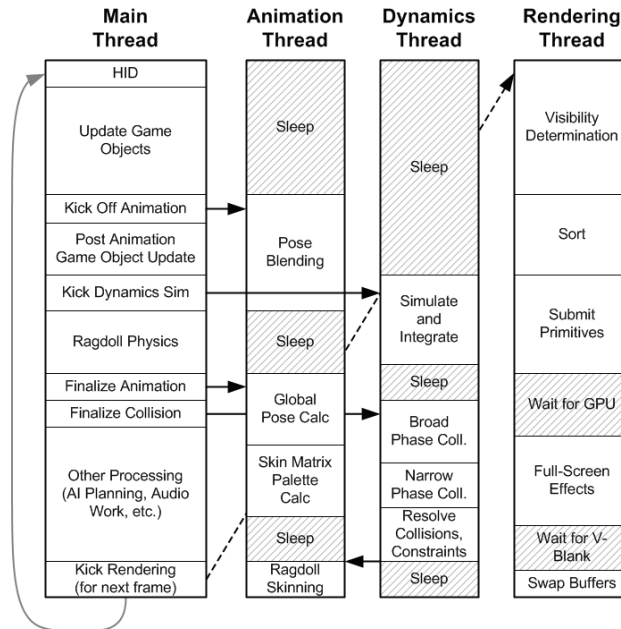 Main
Thread
HID
Update Game
Objects
Kick Off Animation
Post Animation
Game Object Update
Kick Dynamics Sim
Ragdoll Physics
Finalize Animation
Finalize Collision
Other Processing
(AI Planning, Audio
Work, etc.)
Kick Rendering
(for next frame)
Animation
Thread
Sleep
Pose
Blending
Sleep
Global
Pose Calc
Skin Matrix
Palette
Calc
Sleep
Ragdoll
Skinning
Dynamics
Thread
Sleep
Simulate
and
Integrate
Sleep
Broad
Phase Coll.
Narrow
Phase Coll.
Resolve
Collisions,
Constraints
Sleep
Rendering
Thread
Visibility
Determination
Sort
Submit
Primitives
Wait for GPU
Full-Screen
Effects
Wait for V-
Blank
Swap Buffers